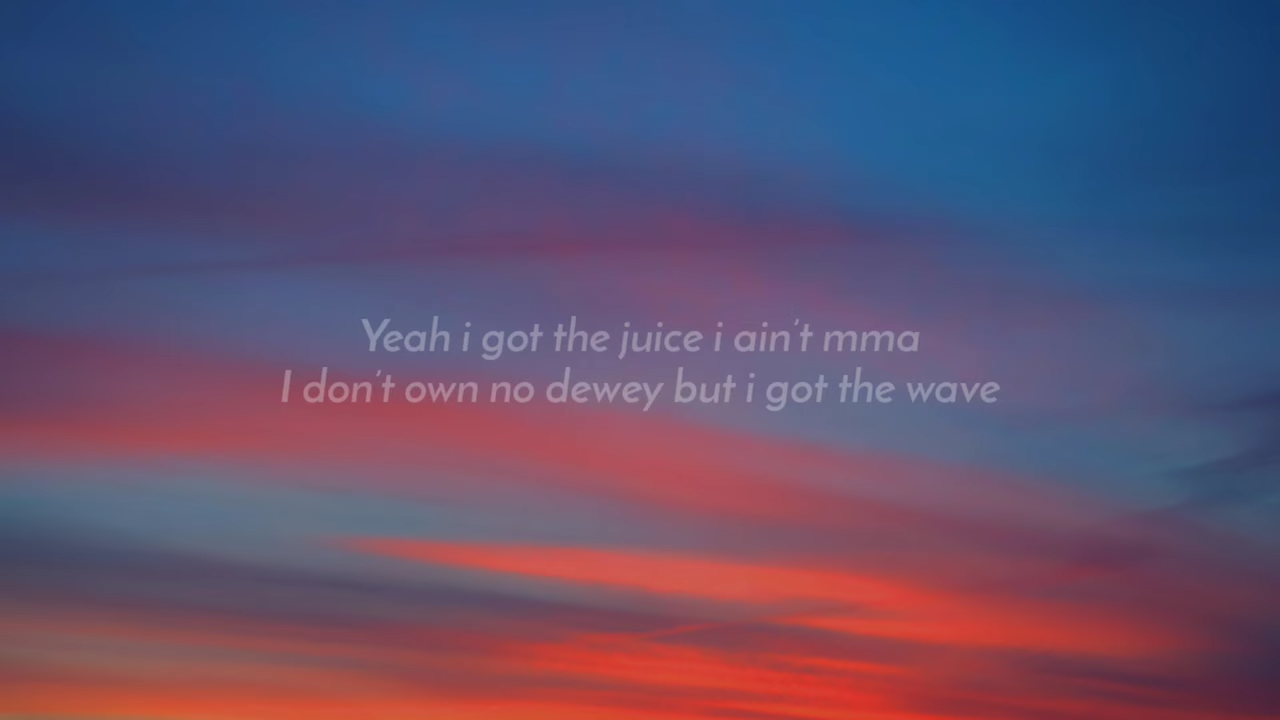 Yeah i got the juice i ain't mma
I don't own no dewey but i got the wave